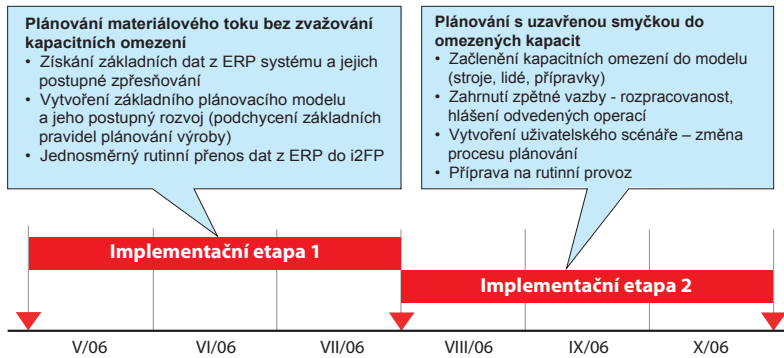 Plánování materiálového toku bez zvažování
kapacitních omezení
• Získání základních dat z ERP systému a jejich
postupné zpřesňování
• Vytvoření základního plánovacího modelu
a jeho postupný rozvoj (podchycení základních
pravidel plánování výroby)
• Jednosměrný rutinní přenos dat z ERP do i2FP
Plánování s uzavřenou smyčkou do
omezených kapacit
• Začlenění kapacitních omezení do modelu
(stroje, lidé, přípravky)
• Zahrnutí zpětné vazby - rozpracovanost,
hlášení odvedených operací
• Vytvoření uživatelského scénáře – změna
procesu plánování
• Příprava na rutinní provoz
Implementační etapa 1
Implementační etapa 2
V/06 VI/06 VII/06 VIII/06 IX/06 X/06